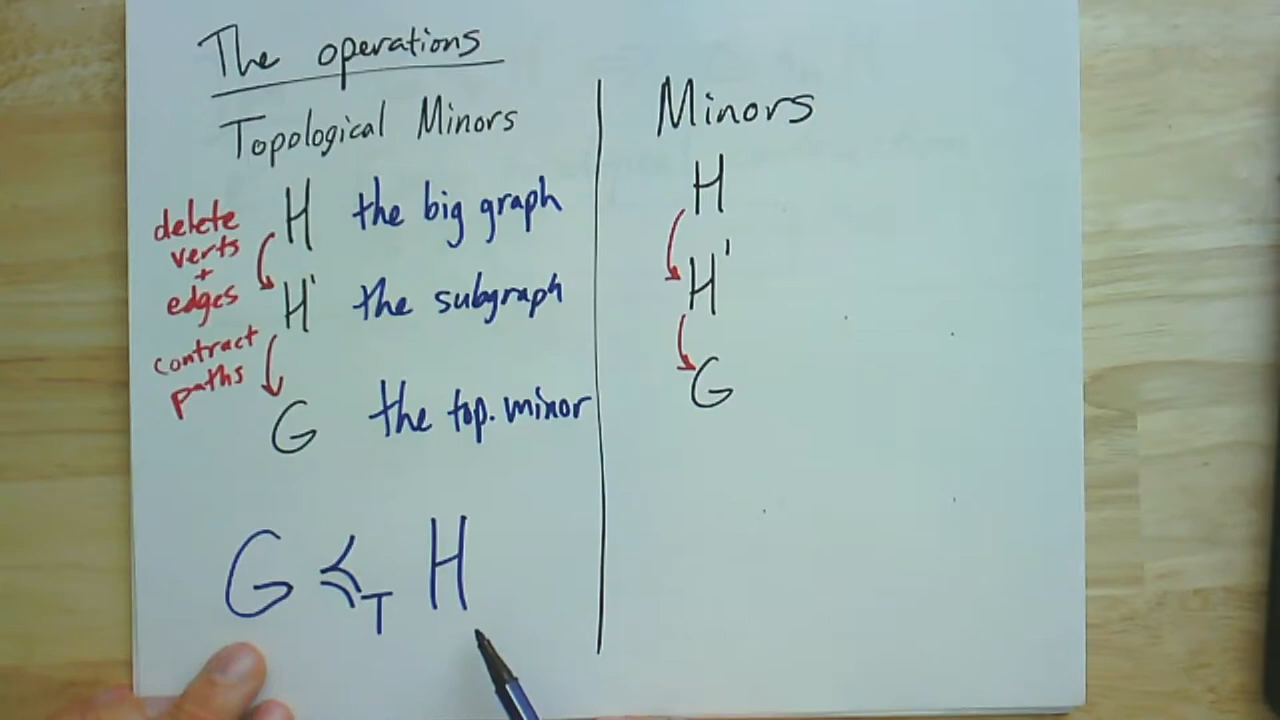 The operations
Topological Minors
delete
verts
+
edges
contract
paths
H the big graph
H' the subgraph
G the top. minor
G ≼T H
Minors
H
H'
G